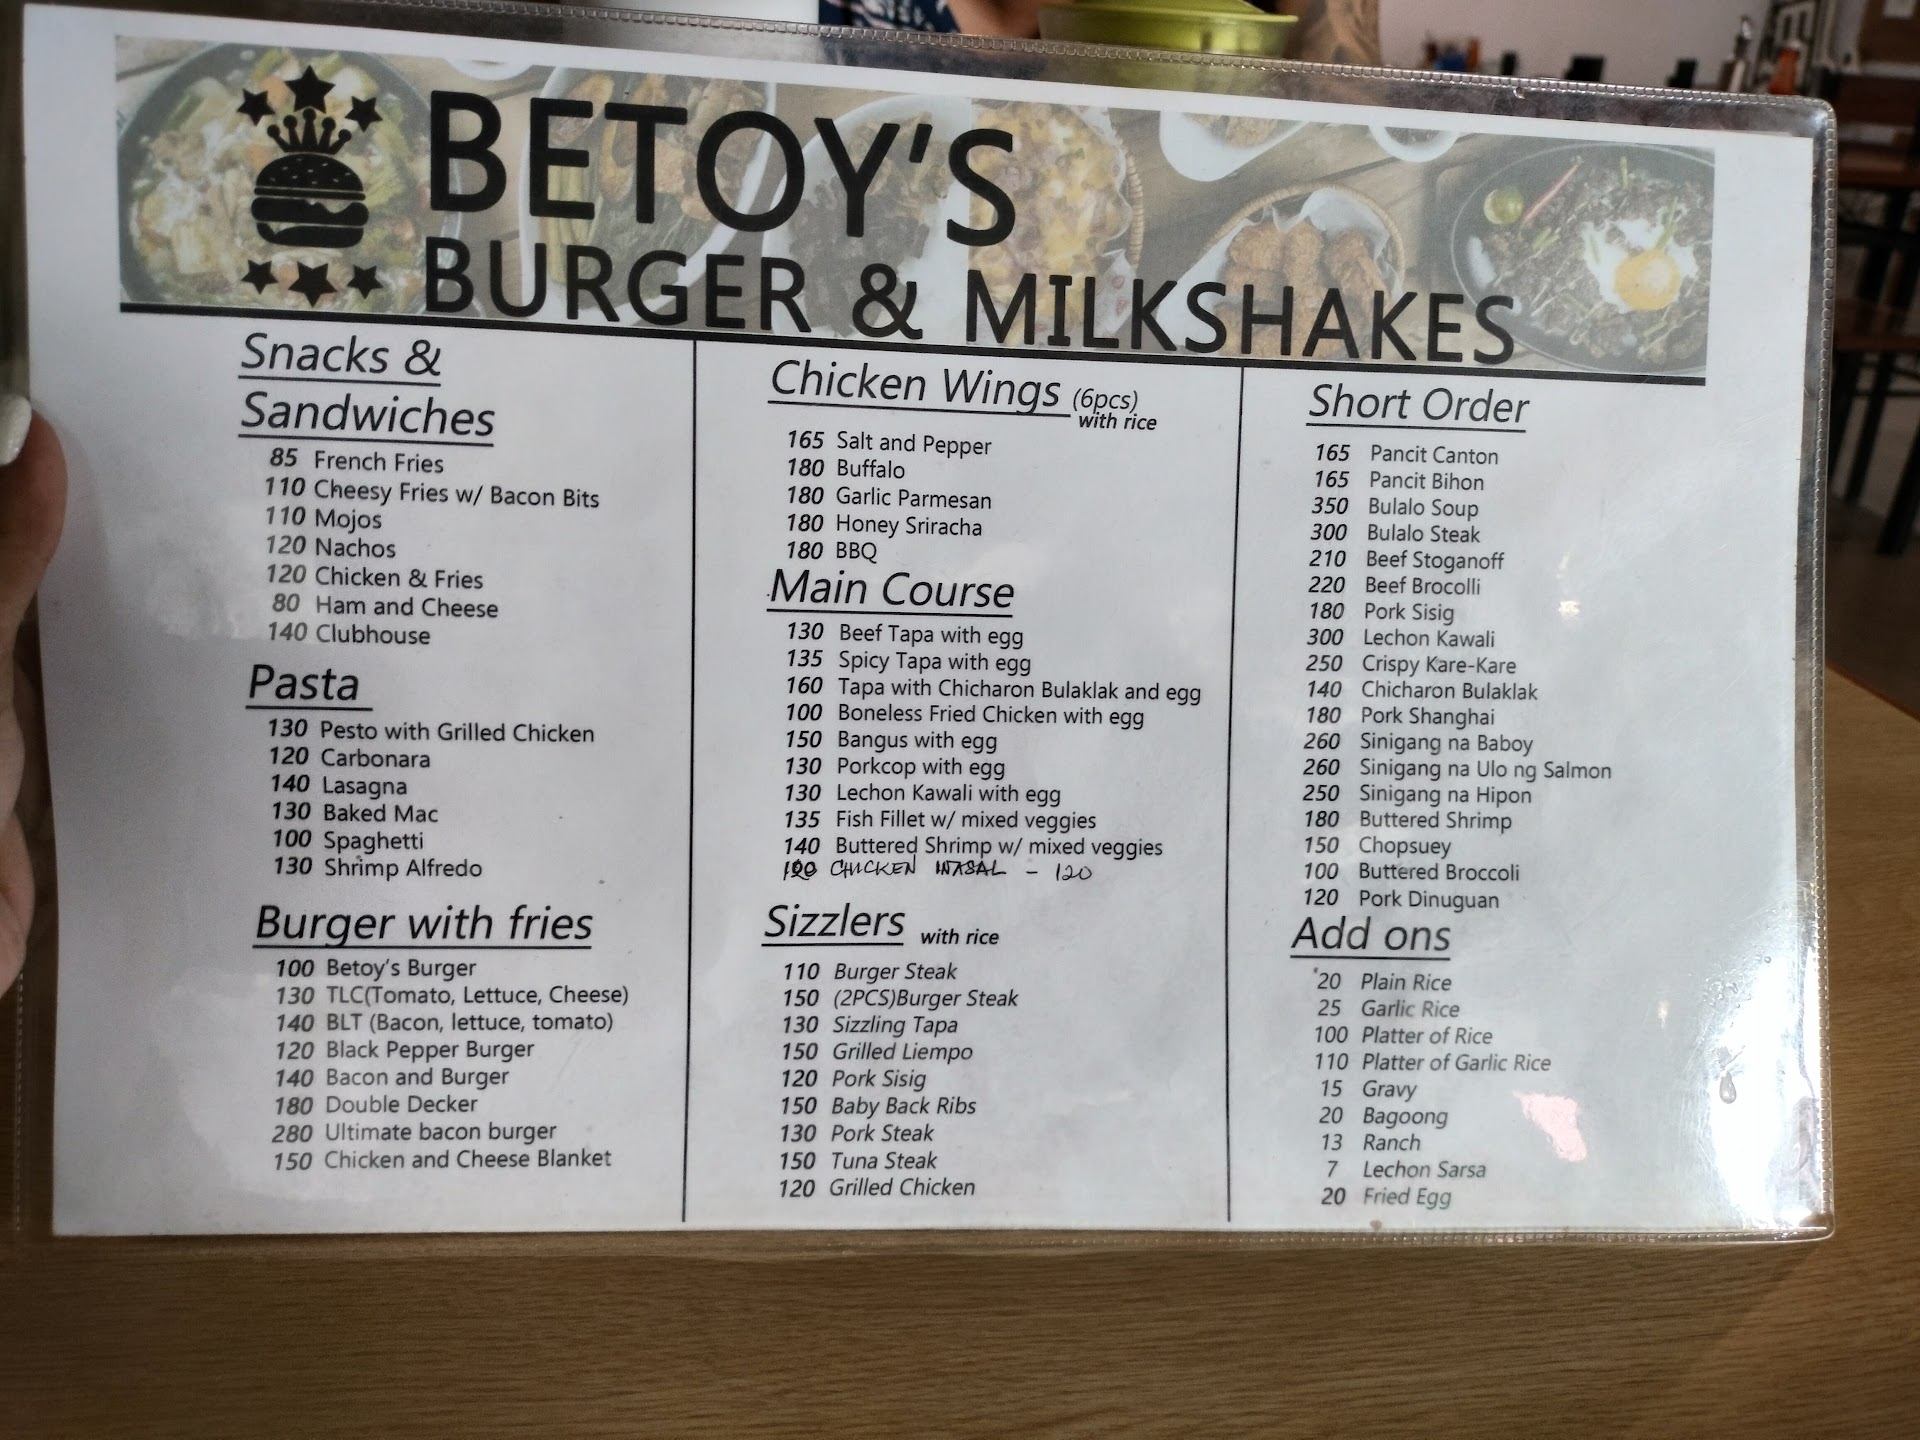 BETOY'S
BURGER & MILKSHAKES
Snacks &
Sandwiches
85 French Fries
110 Cheesy Fries w/ Bacon Bits
110 Mojos
120 Nachos
120 Chicken & Fries
80 Ham and Cheese
140 Clubhouse
Pasta
130 Pesto with Grilled Chicken
120 Carbonara
140 Lasagna
130 Baked Mac
100 Spaghetti
130 Shrimp Alfredo
Burger with fries
100 Betoy's Burger
130 TLC(Tomato, Lettuce, Cheese)
140 BLT (Bacon, lettuce, tomato)
120 Black Pepper Burger
140 Bacon and Burger
180 Double Decker
280 Ultimate bacon burger
150 Chicken and Cheese Blanket
Chicken Wings (6pcs)
with rice
165 Salt and Pepper
180 Buffalo
180 Garlic Parmesan
180 Honey Sriracha
180 BBQ
Main Course
130 Beef Tapa with egg
135 Spicy Tapa with egg
160 Tapa with Chicharon Bulaklak and egg
100 Boneless Fried Chicken with egg
150 Bangus with egg
130 Porkcop with egg
130 Lechon Kawali with egg
135 Fish Fillet w/ mixed veggies
140 Buttered Shrimp w/ mixed veggies
CHICKEN INASAL - 120
Sizzlers with rice
110 Burger Steak
150 (2PCS)Burger Steak
130 Sizzling Tapa
150 Grilled Liempo
120 Pork Sisig
150 Baby Back Ribs
130 Pork Steak
150 Tuna Steak
120 Grilled Chicken
Short Order
165 Pancit Canton
165 Pancit Bihon
350 Bulalo Soup
300 Bulalo Steak
210 Beef Stoganoff
220 Beef Brocolli
180 Pork Sisig
300 Lechon Kawali
250 Crispy Kare-Kare
140 Chicharon Bulaklak
180 Pork Shanghai
260 Sinigang na Baboy
260 Sinigang na Ulo ng Salmon
250 Sinigang na Hipon
180 Buttered Shrimp
150 Chopsuey
100 Buttered Broccoli
120 Pork Dinuguan
Add ons
20 Plain Rice
25 Garlic Rice
100 Platter of Rice
110 Platter of Garlic Rice
15 Gravy
20 Bagoong
13 Ranch
7 Lechon Sarsa
20 Fried Egg